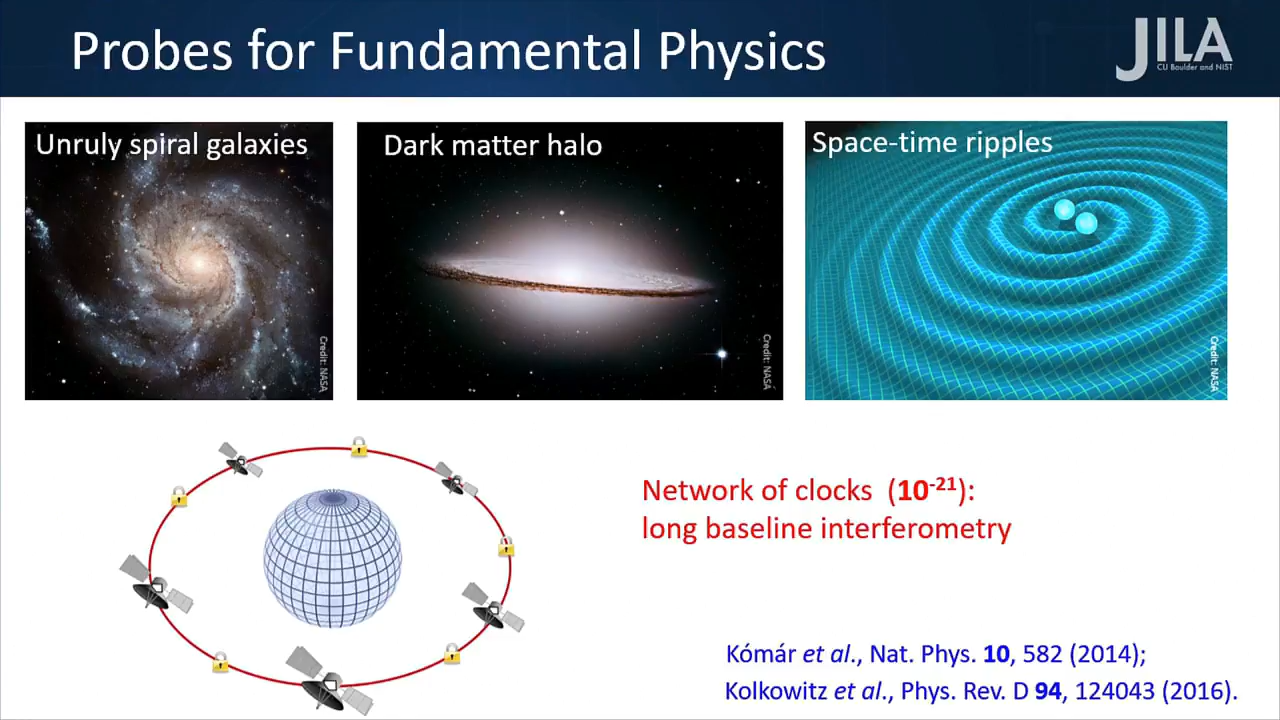 Probes for Fundamental Physics
JILA
CU Boulder and NIST
Unruly spiral galaxies
Credit: NASA
Dark matter halo
Credit: NASA
Space-time ripples
Credit: NASA
Network of clocks (10⁻²¹):
long baseline interferometry
Kómár et al., Nat. Phys. 10, 582 (2014);
Kolkowitz et al., Phys. Rev. D 94, 124043 (2016).